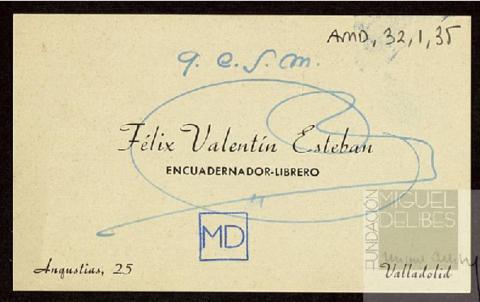 AMD, 32, 1, 35
q. e. s. m.
Félix Valentín Esteban
ENCUADERNADOR-LIBRERO
MD
Angustias, 25
Valladolid
FUNDACIÓN
MIGUEL
DELIBES